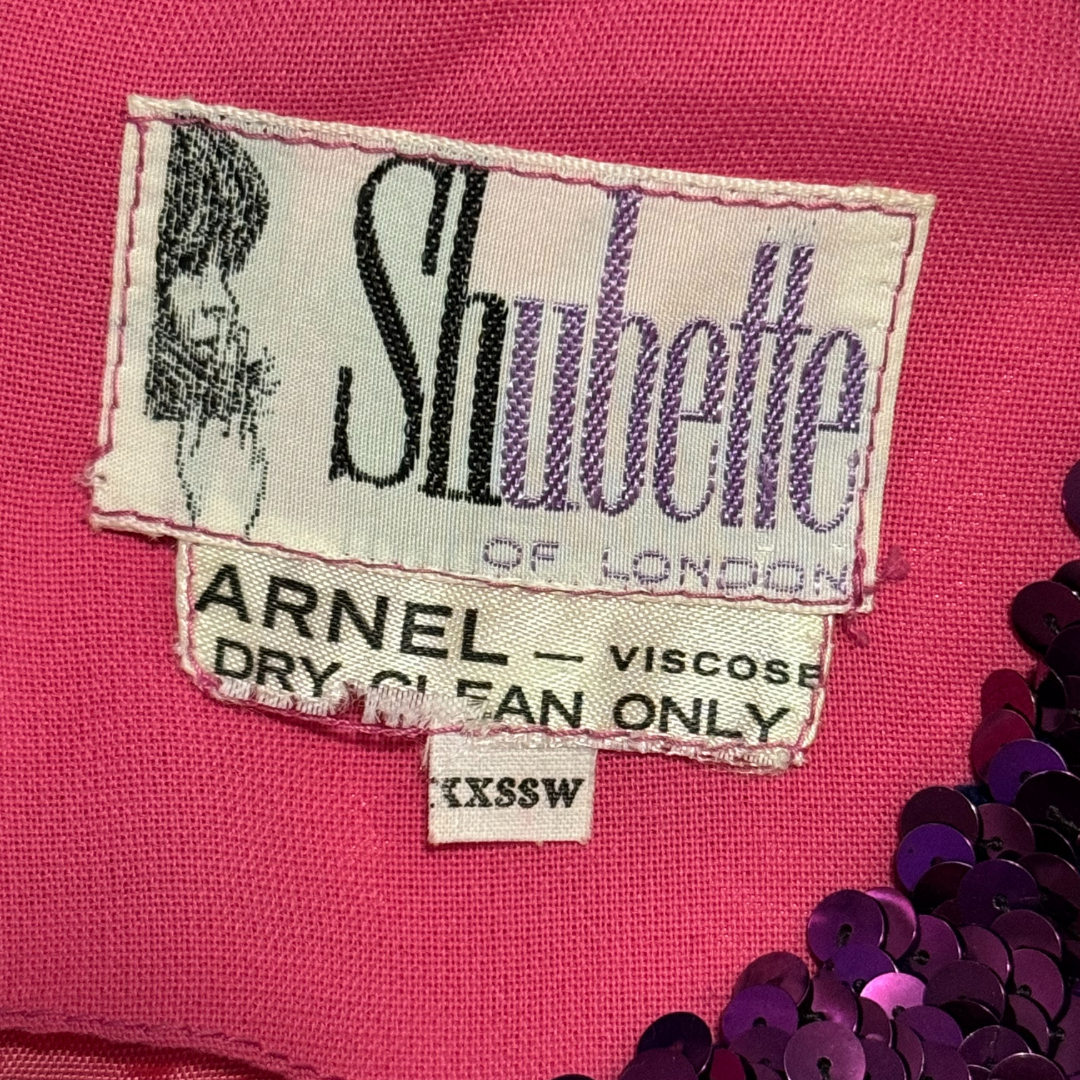 Shubette
OF LONDON
ARNEL — VISCOSE
DRY CLEAN ONLY
XXSSW